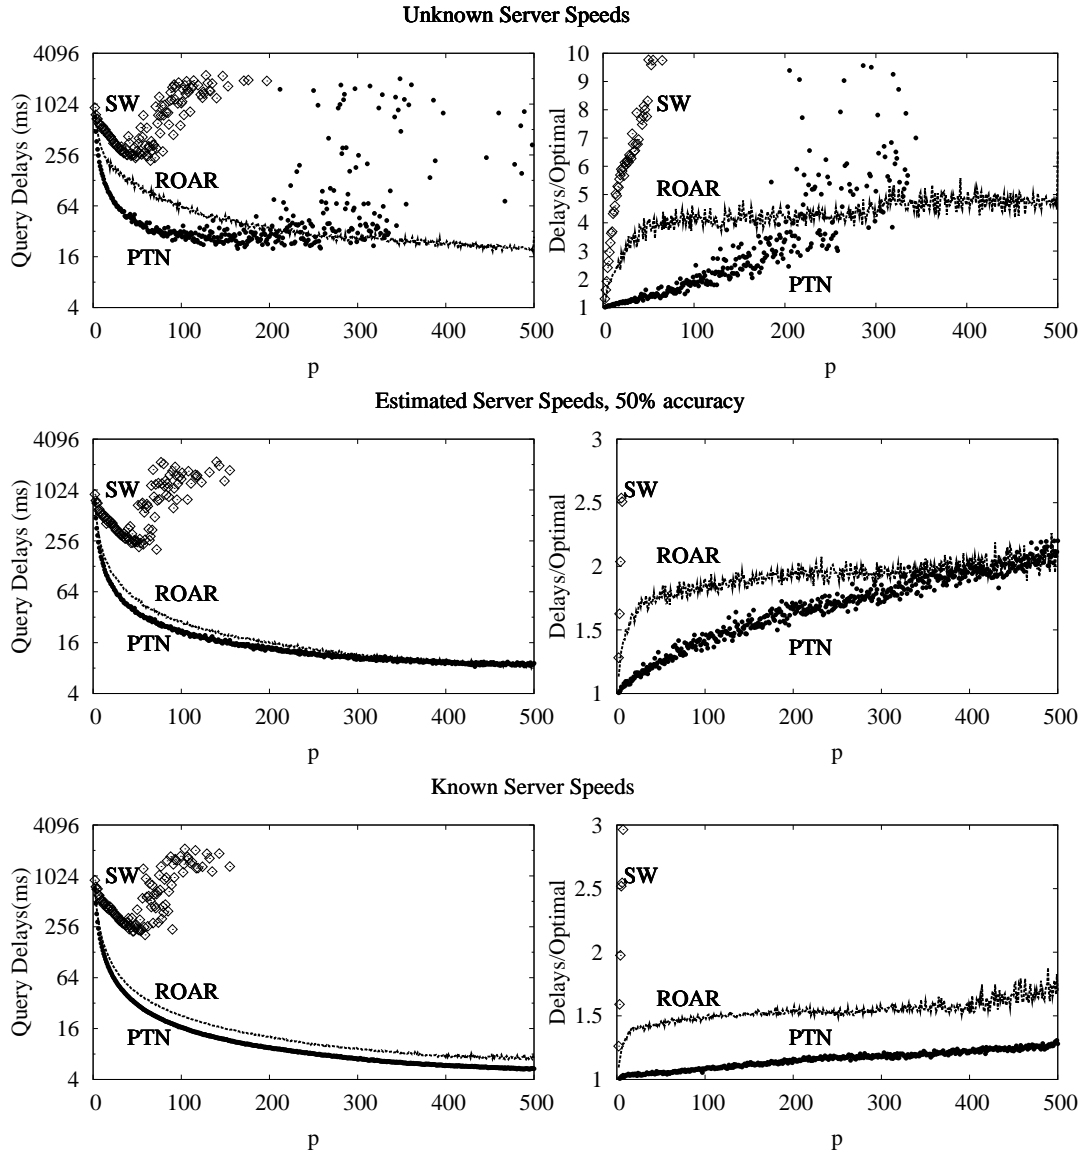 Unknown Server Speeds
Query Delays (ms)
4096
1024
256
64
16
4
SW
ROAR
PTN
0 100 200 300 400 500
p
Delays/Optimal
10
9
8
7
6
5
4
3
2
1
SW
ROAR
PTN
0 100 200 300 400 500
p
Estimated Server Speeds, 50% accuracy
Query Delays (ms)
4096
1024
256
64
16
4
SW
ROAR
PTN
0 100 200 300 400 500
p
Delays/Optimal
3
2.5
2
1.5
1
SW
ROAR
PTN
0 100 200 300 400 500
p
Known Server Speeds
Query Delays(ms)
4096
1024
256
64
16
4
SW
ROAR
PTN
0 100 200 300 400 500
p
Delays/Optimal
3
2.5
2
1.5
1
SW
ROAR
PTN
0 100 200 300 400 500
p